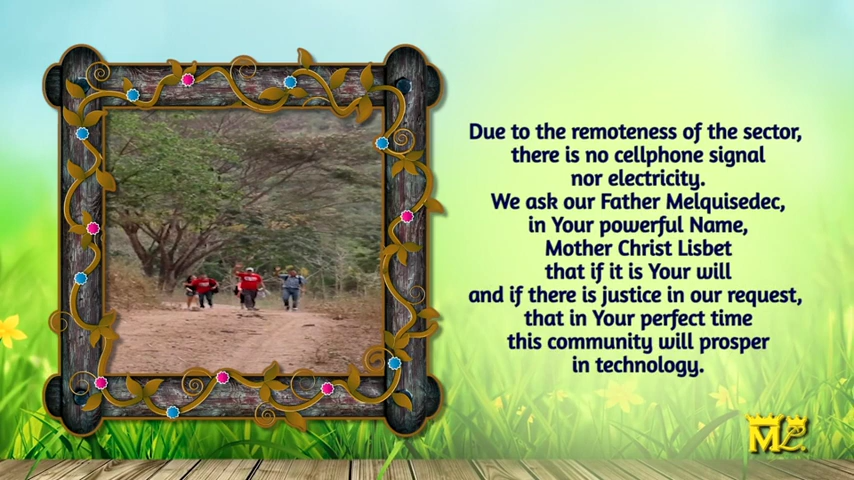 Due to the remoteness of the sector,
there is no cellphone signal
nor electricity.
We ask our Father Melquisedec,
in Your powerful Name,
Mother Christ Lisbet
that if it is Your will
and if there is justice in our request,
that in Your perfect time
this community will prosper
in technology.
ML